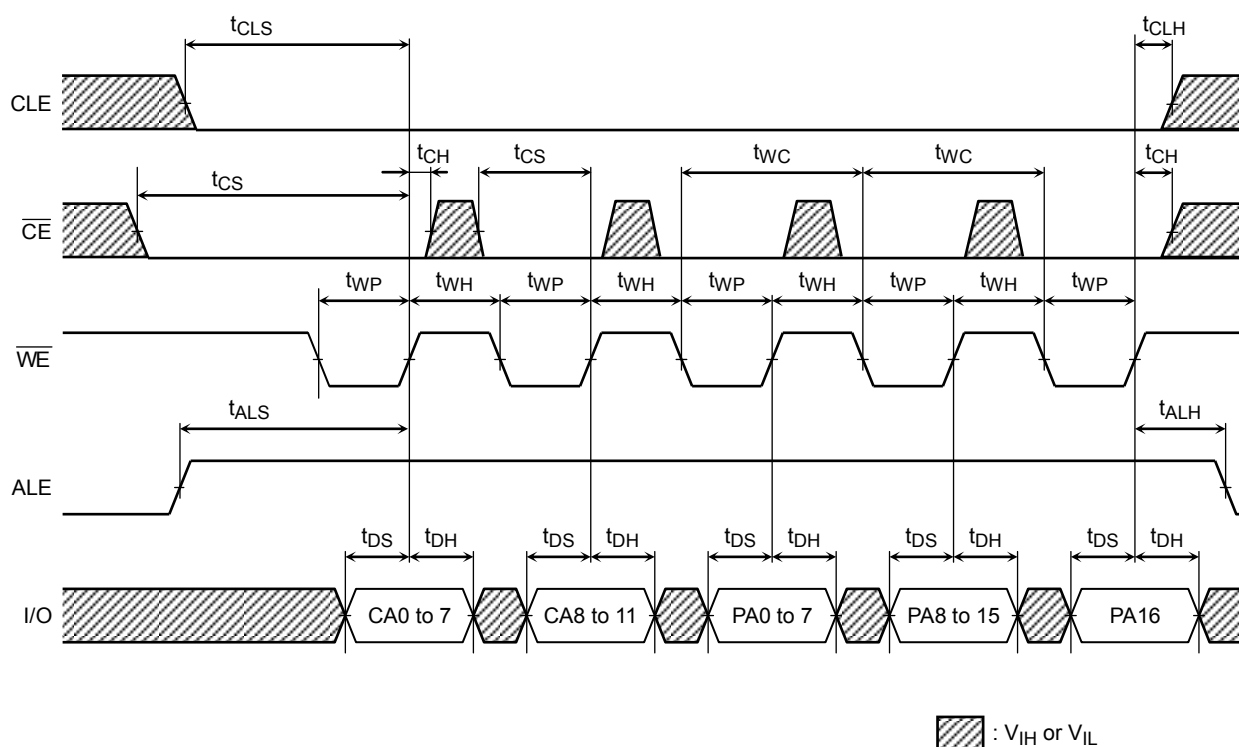 tCLS tCLH
CLE
tCH tCS tWC tWC tCH
tCS
CE
tWP tWH tWP tWH tWP tWH tWP tWH tWP
WE
tALS tALH
ALE
tDS tDH tDS tDH tDS tDH tDS tDH tDS tDH
I/O CA0 to 7 CA8 to 11 PA0 to 7 PA8 to 15 PA16
: VIH or VIL